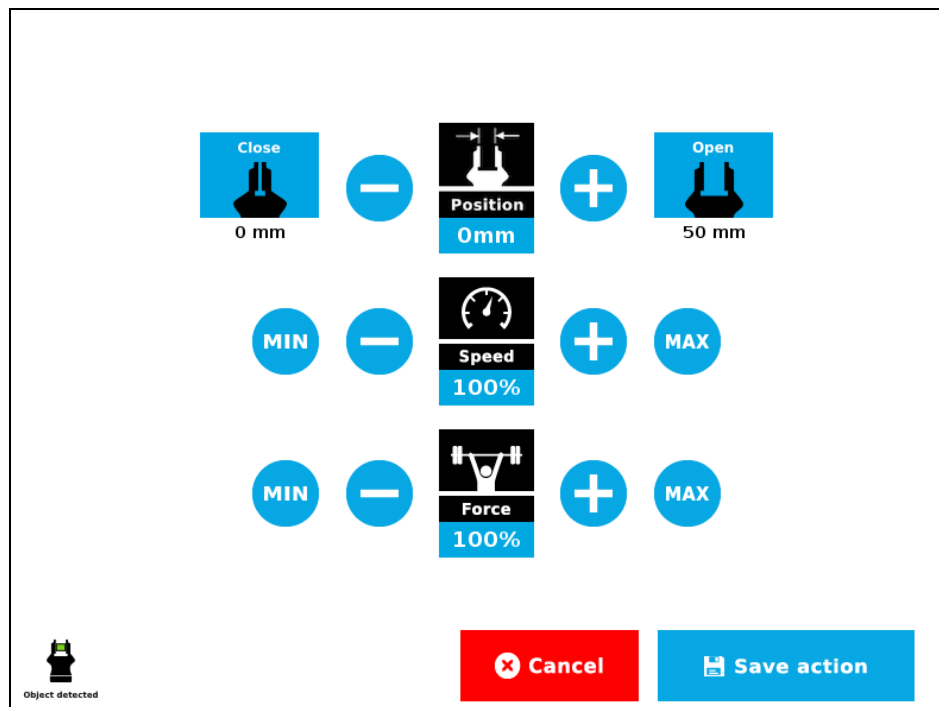 Close
Open
Position
0mm
0 mm
50 mm
Speed
MIN
MAX
100%
Force
MIN
MAX
100%
Object detected
Cancel
Save action